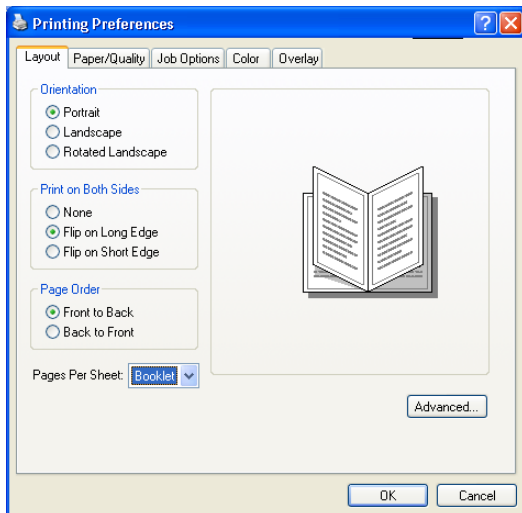 Printing Preferences
Layout Paper/Quality Job Options Color Overlay
Orientation
Portrait
Landscape
Rotated Landscape
Print on Both Sides
None
Flip on Long Edge
Flip on Short Edge
Page Order
Front to Back
Back to Front
Pages Per Sheet: Booklet
Advanced...
OK Cancel